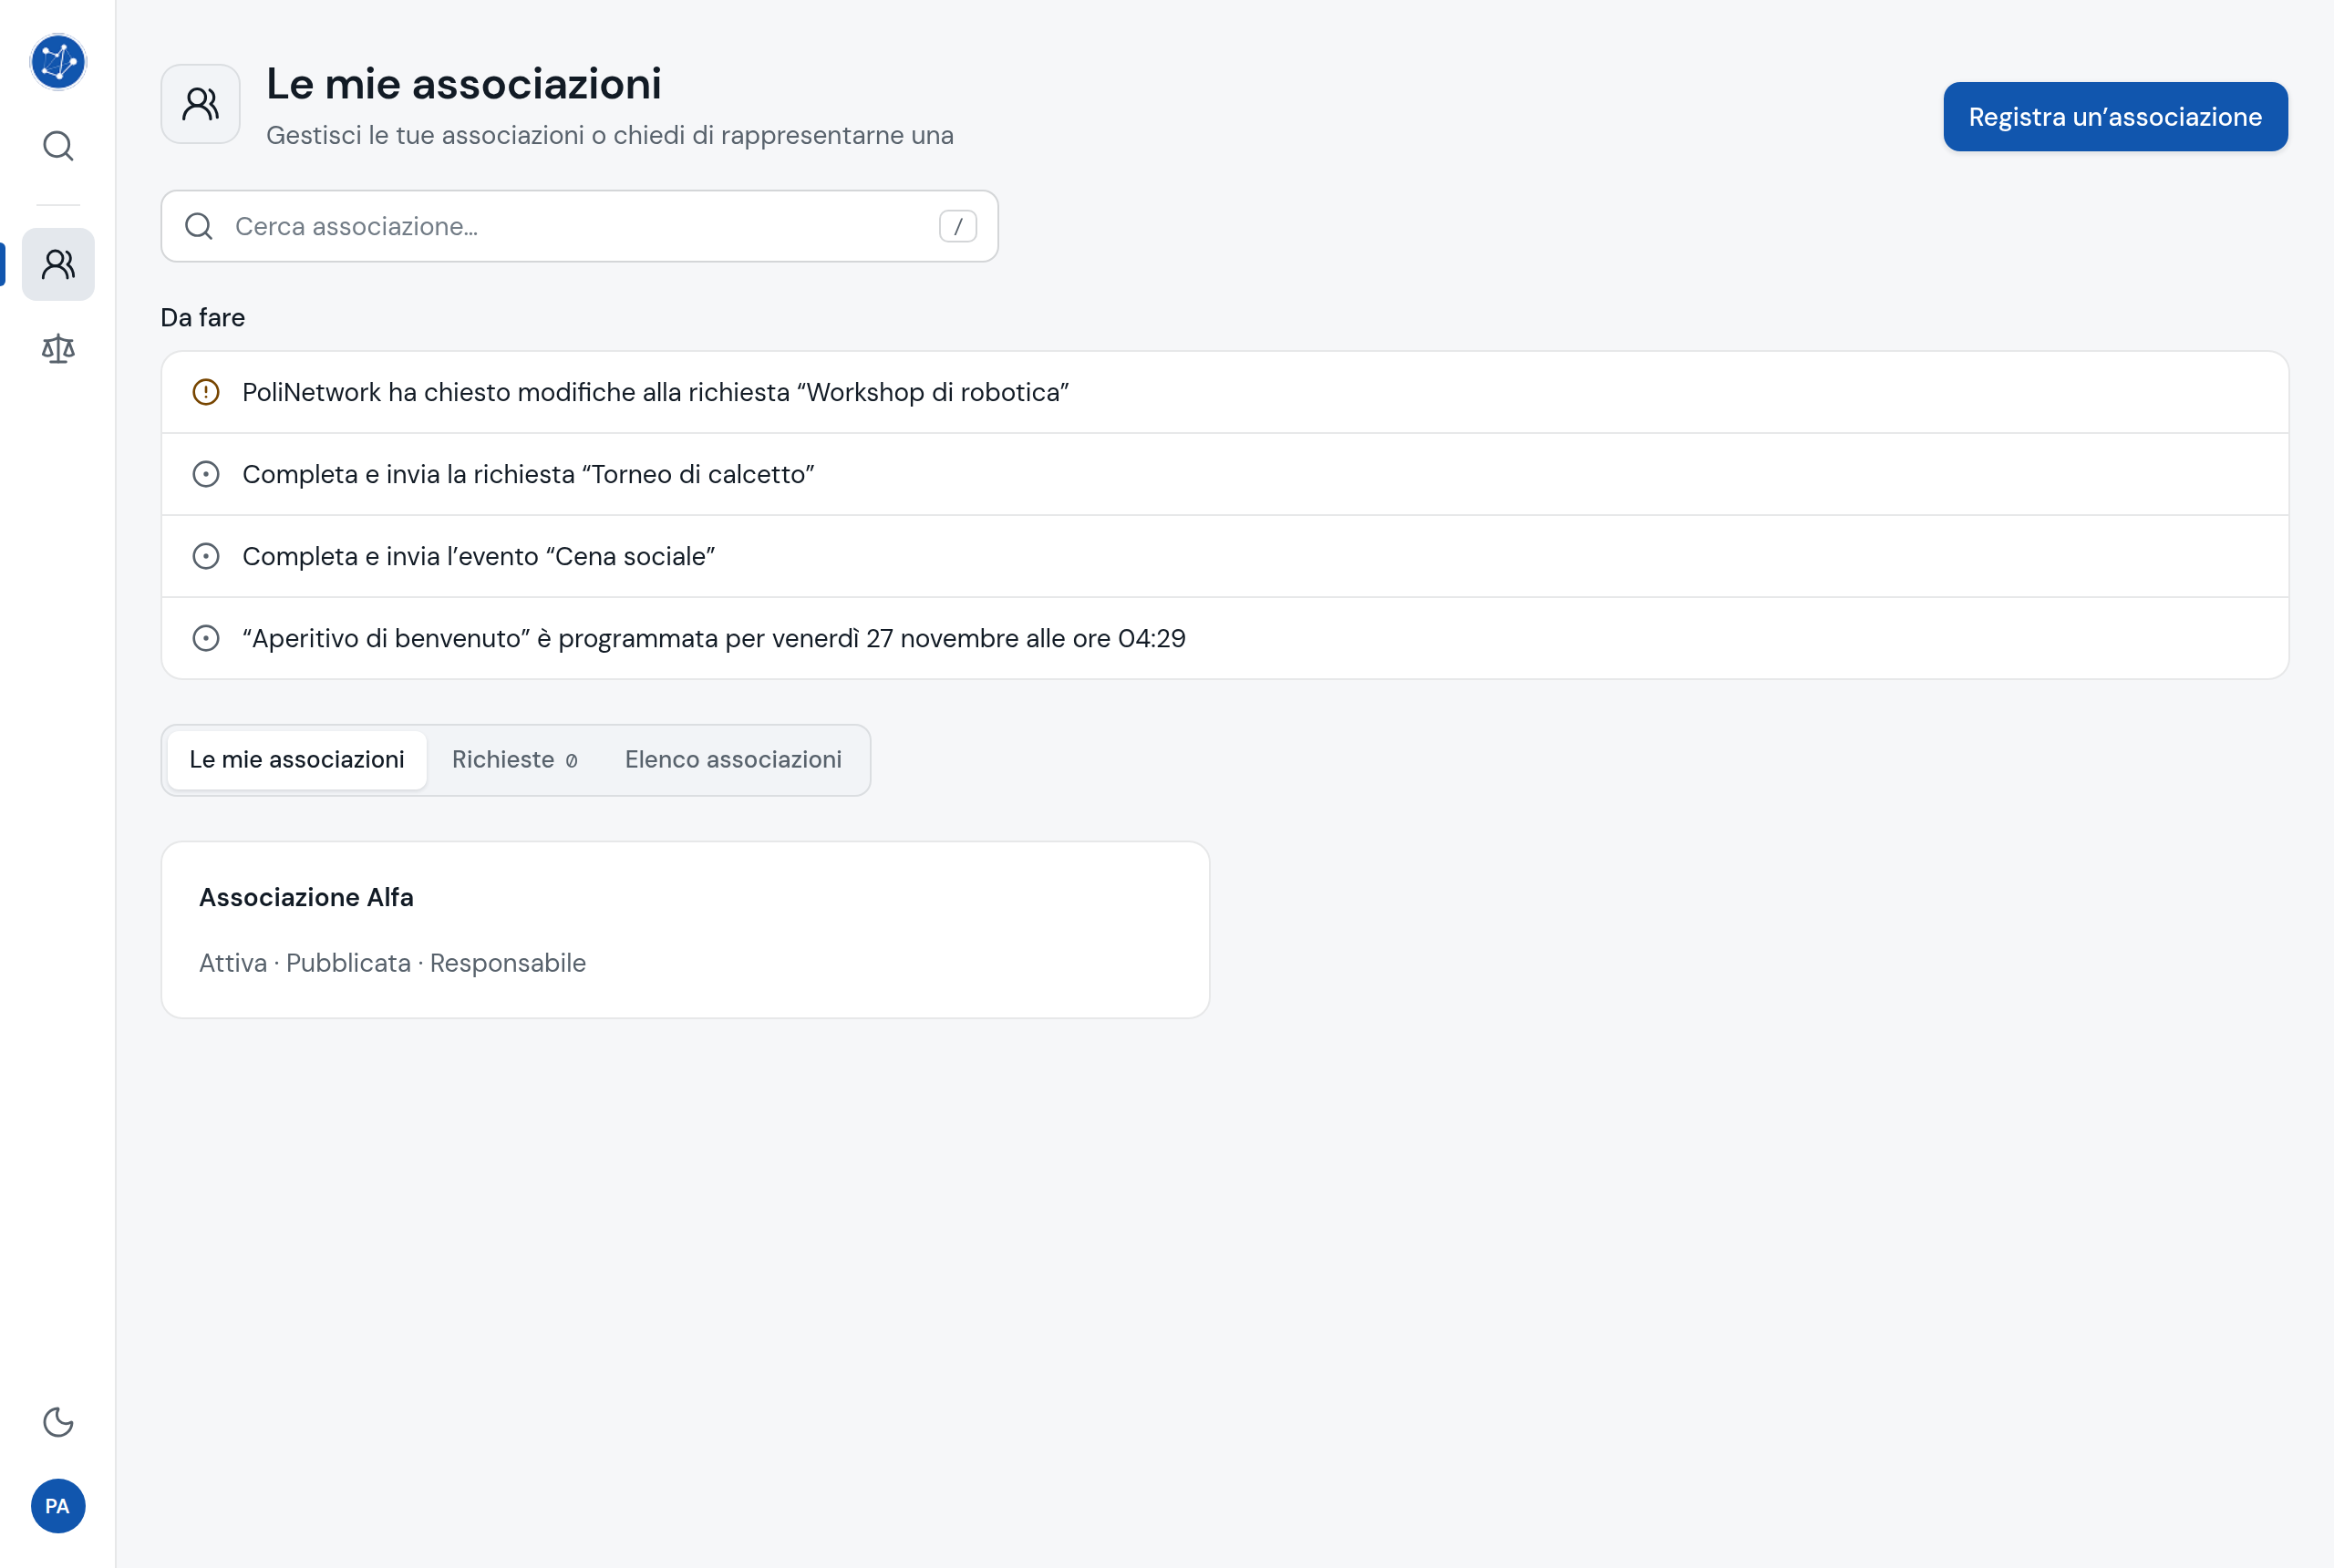 Le mie associazioni
Gestisci le tue associazioni o chiedi di rappresentarne una
Registra un’associazione
Cerca associazione...
/
Da fare
PoliNetwork ha chiesto modifiche alla richiesta “Workshop di robotica”
Completa e invia la richiesta “Torneo di calcetto”
Completa e invia l’evento “Cena sociale”
“Aperitivo di benvenuto” è programmata per venerdì 27 novembre alle ore 04:29
Le mie associazioni
Richieste 0
Elenco associazioni
Associazione Alfa
Attiva · Pubblicata · Responsabile
PA